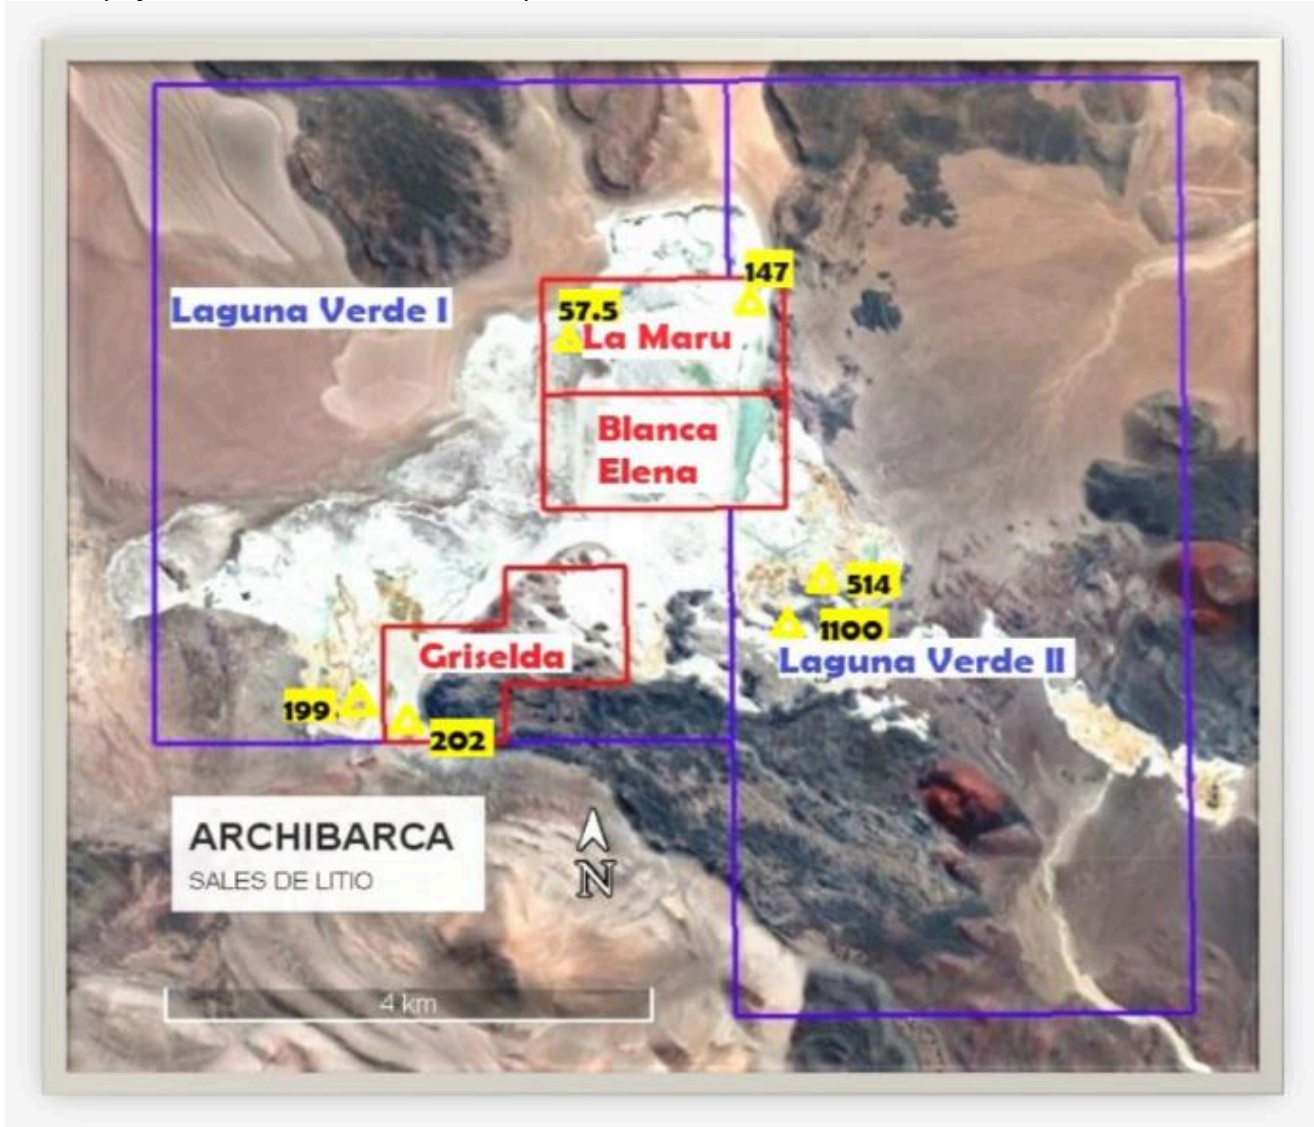 147
57.5
Laguna Verde I
La Maru
Blanca
Elena
514
1100
Laguna Verde II
Griselda
199
202
ARCHIBARCA
SALES DE LITIO
N
4 km